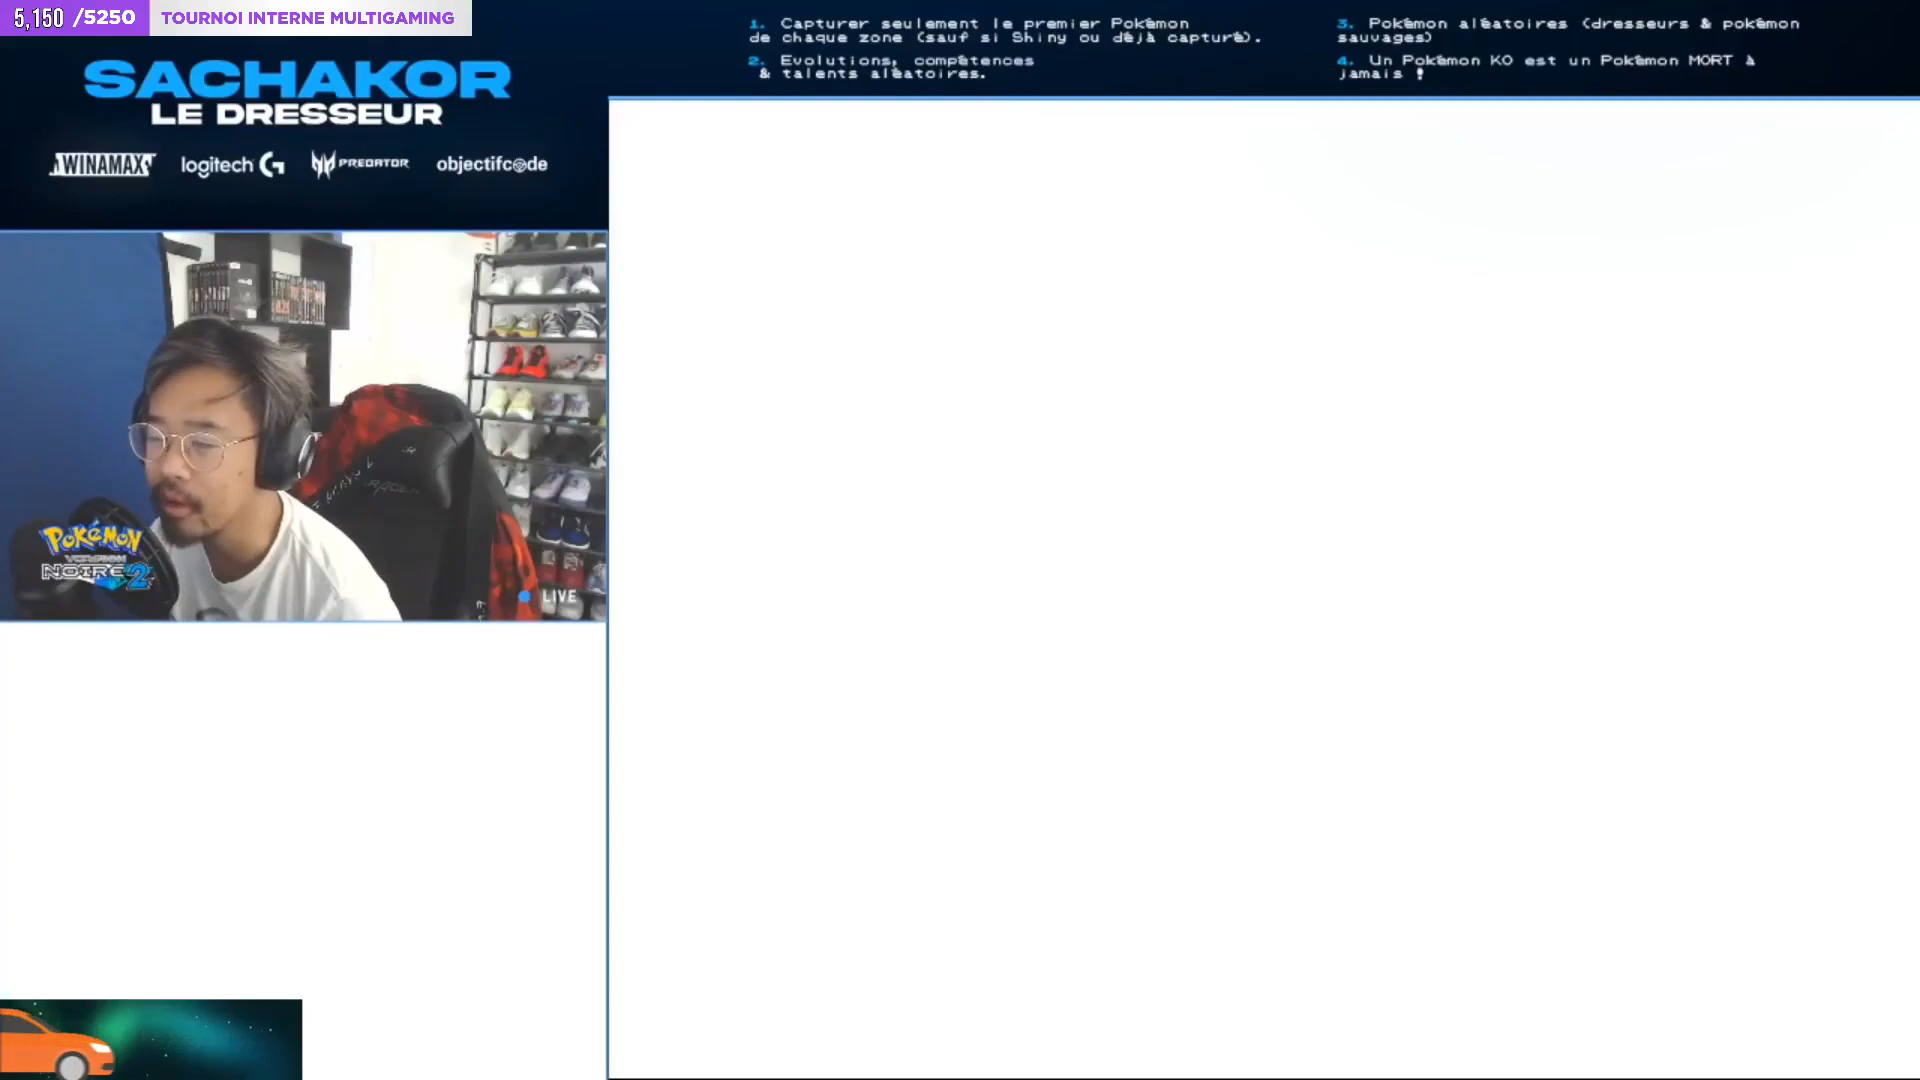 5,150 /5250 TOURNOI INTERNE MULTIGAMING
SACHAKOR
LE DRESSEUR
WINAMAX logitech G PREDATOR objectifcode
1. Capturer seulement le premier Pokémon
de chaque zone (sauf si Shiny ou déjà capturé).
2. Evolutions, compétences
& talents aléatoires.
3. Pokémon aléatoires (dresseurs & pokémon
sauvages)
4. Un Pokémon KO est un Pokémon MORT à
jamais !
POKÉMON
VERSION
NOIRE 2
LIVE